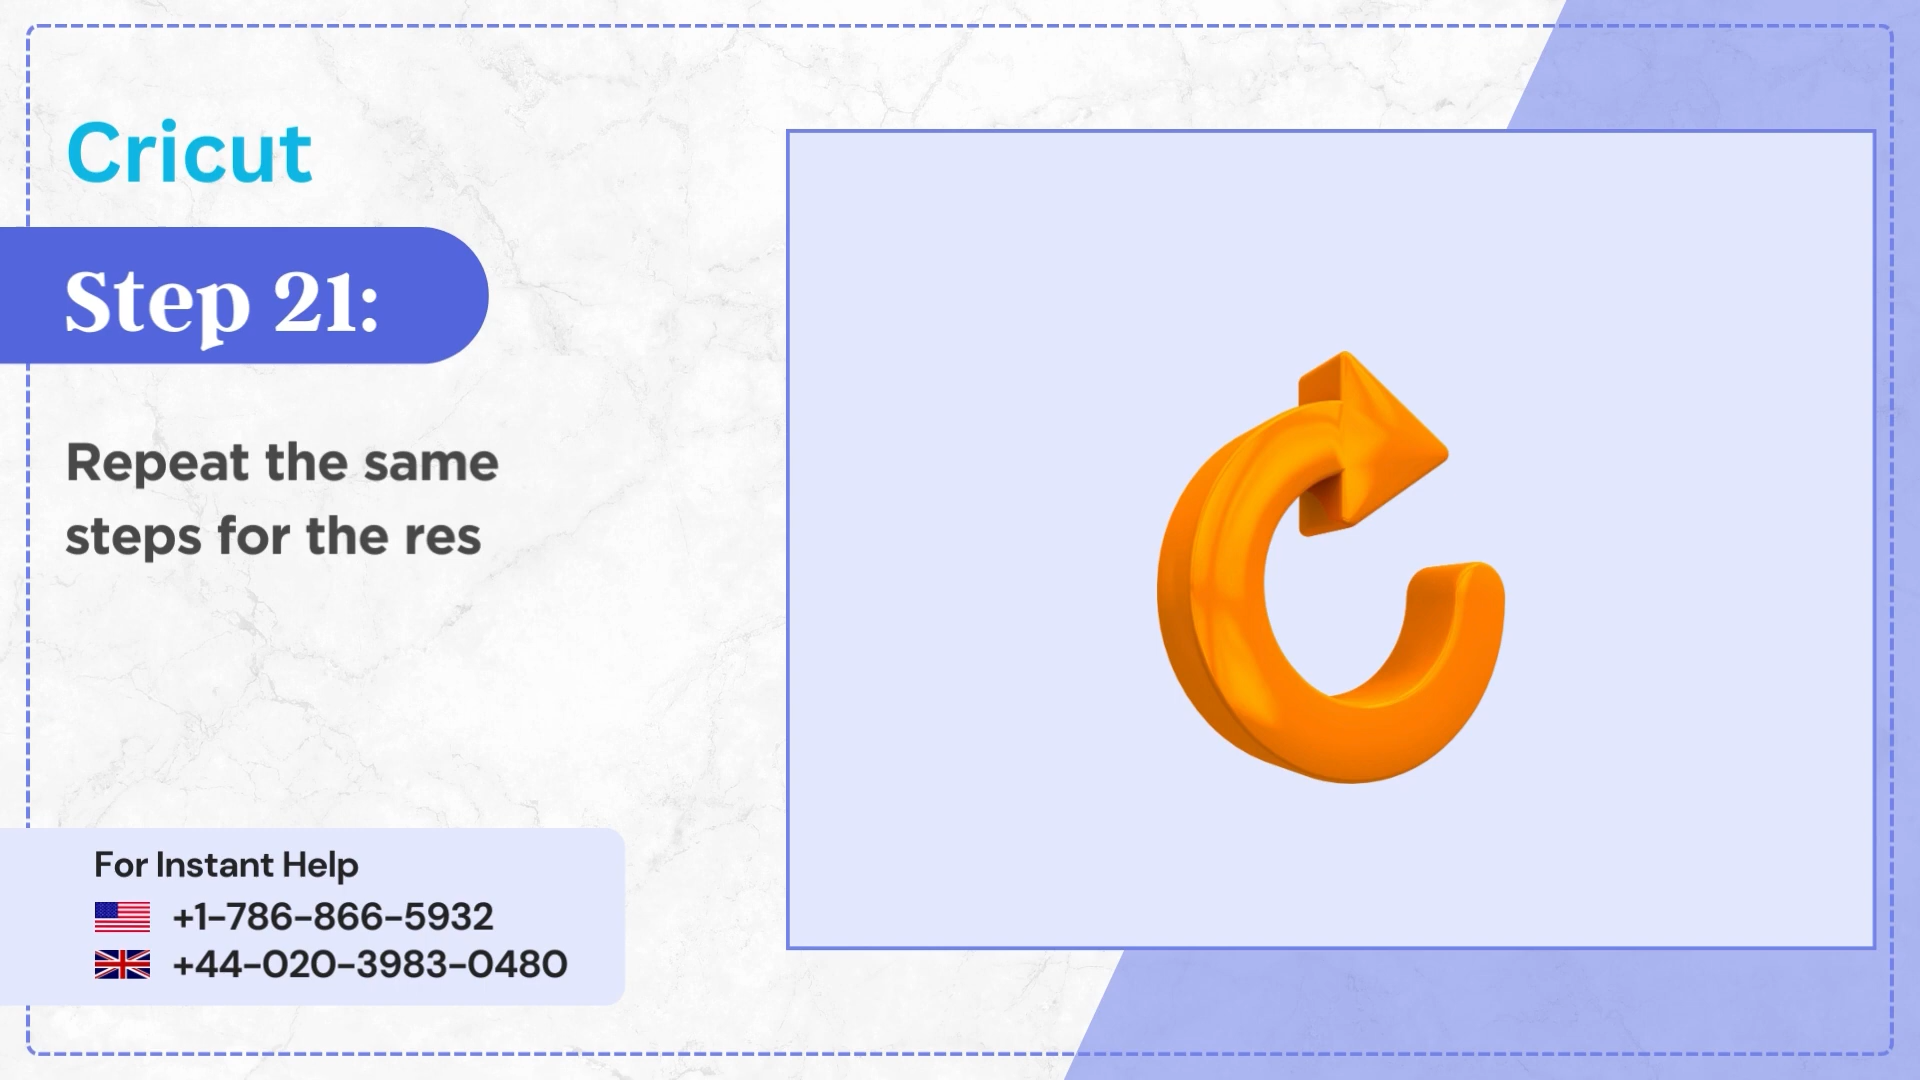 Cricut
Step 21:
Repeat the same
steps for the res
For Instant Help
+1-786-866-5932
+44-020-3983-0480